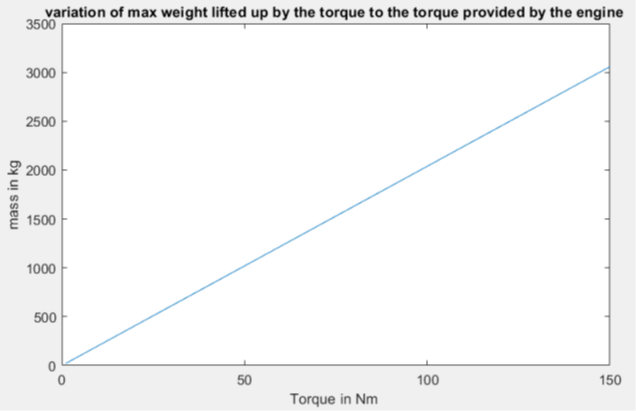 variation of max weight lifted up by the torque to the torque provided by the engine
3500
3000
2500
2000
1500
1000
500
0
mass in kg
0 50 100 150
Torque in Nm